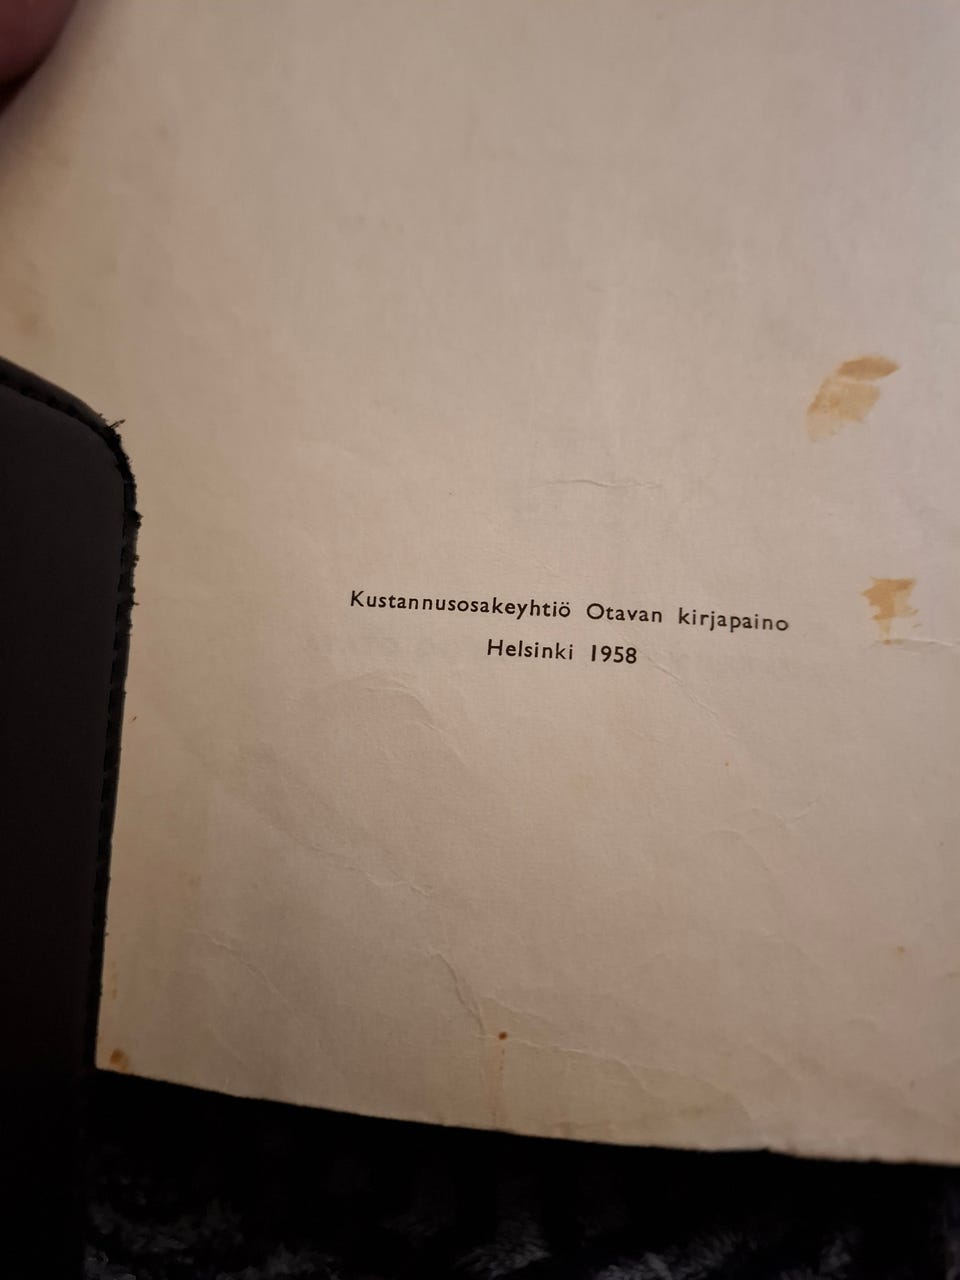 Kustannusosakeyhtiö Otavan kirjapaino
Helsinki 1958